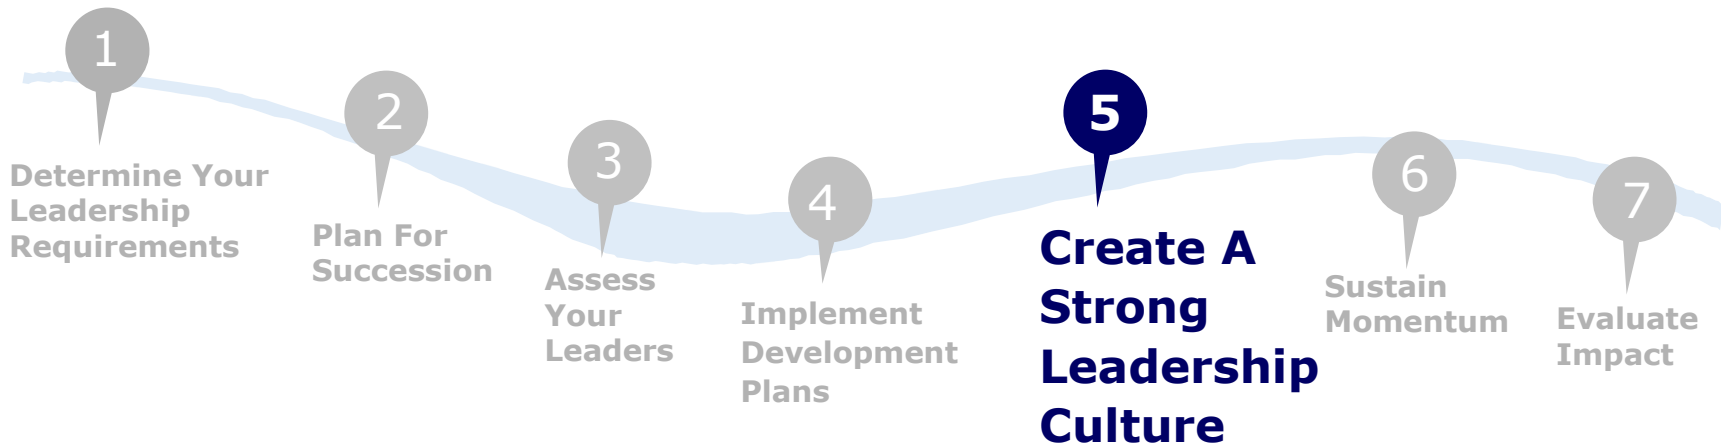 1
Determine Your
Leadership
Requirements
2
Plan For
Succession
3
Assess
Your
Leaders
4
Implement
Development
Plans
5
Create A
Strong
Leadership
Culture
6
Sustain
Momentum
7
Evaluate
Impact